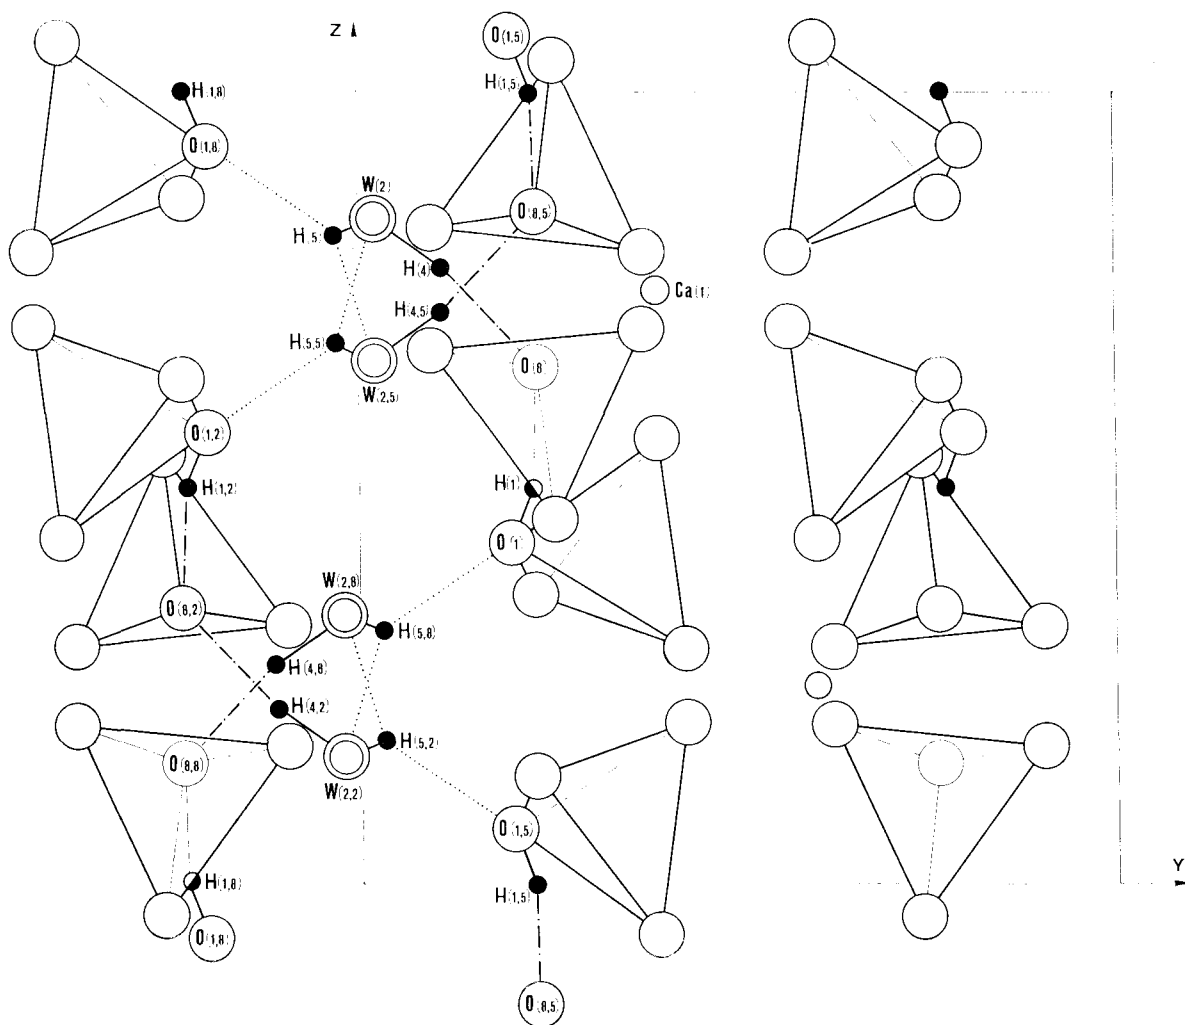 Z
O(1,5)
H(1,8)
H(1,5)
O(1,8)
W(2)
O(8,5)
H(,5)
H(4)
Ca(1)
H(4,5)
H(5,5)
O(8)
W(2,5)
O(1,2)
H(1,2)
H(1)
O(1)
W(2,8)
O(8,2)
H(5,8)
H(4,8)
H(4,2)
H(5,2)
O(8,8)
W(2,2)
O(1,5)
Y
H(1,8)
H(1,5)
O(1,8)
O(8,5)